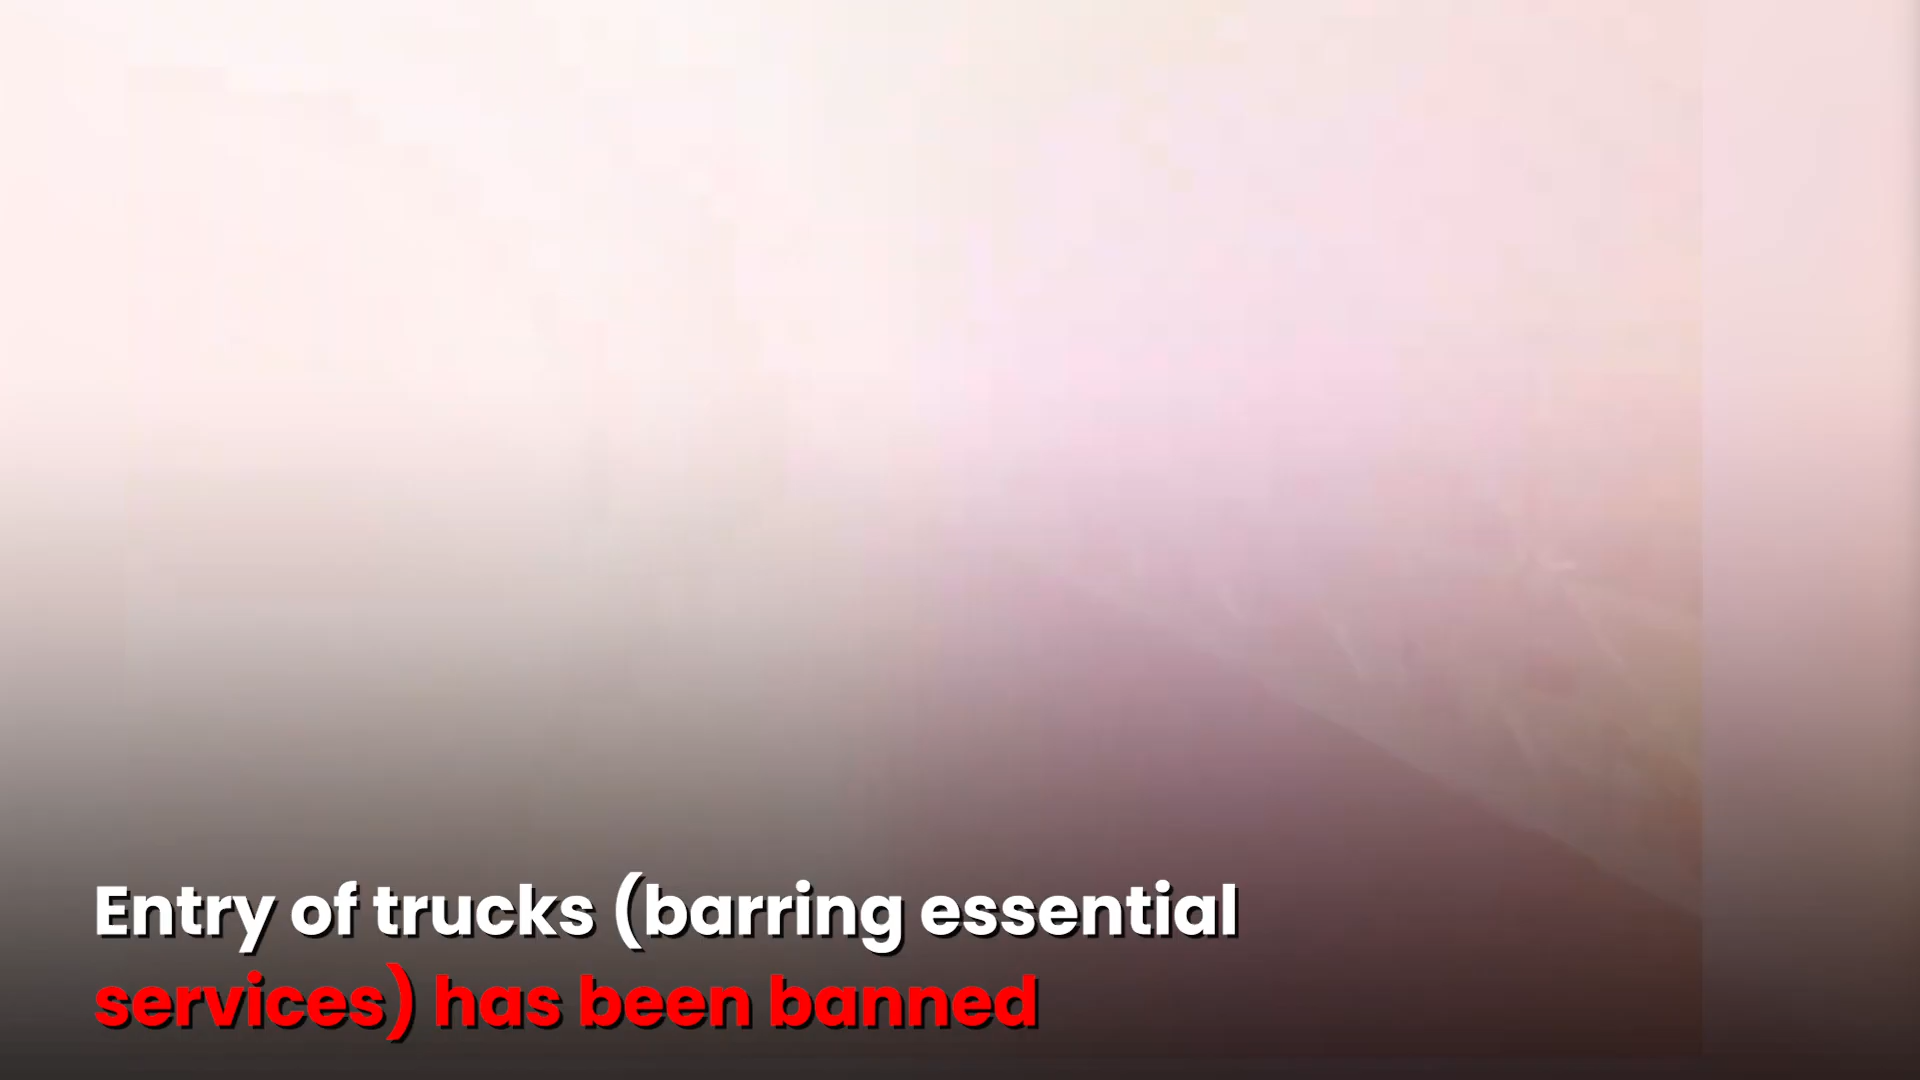 Entry of trucks (barring essential
services) has been banned